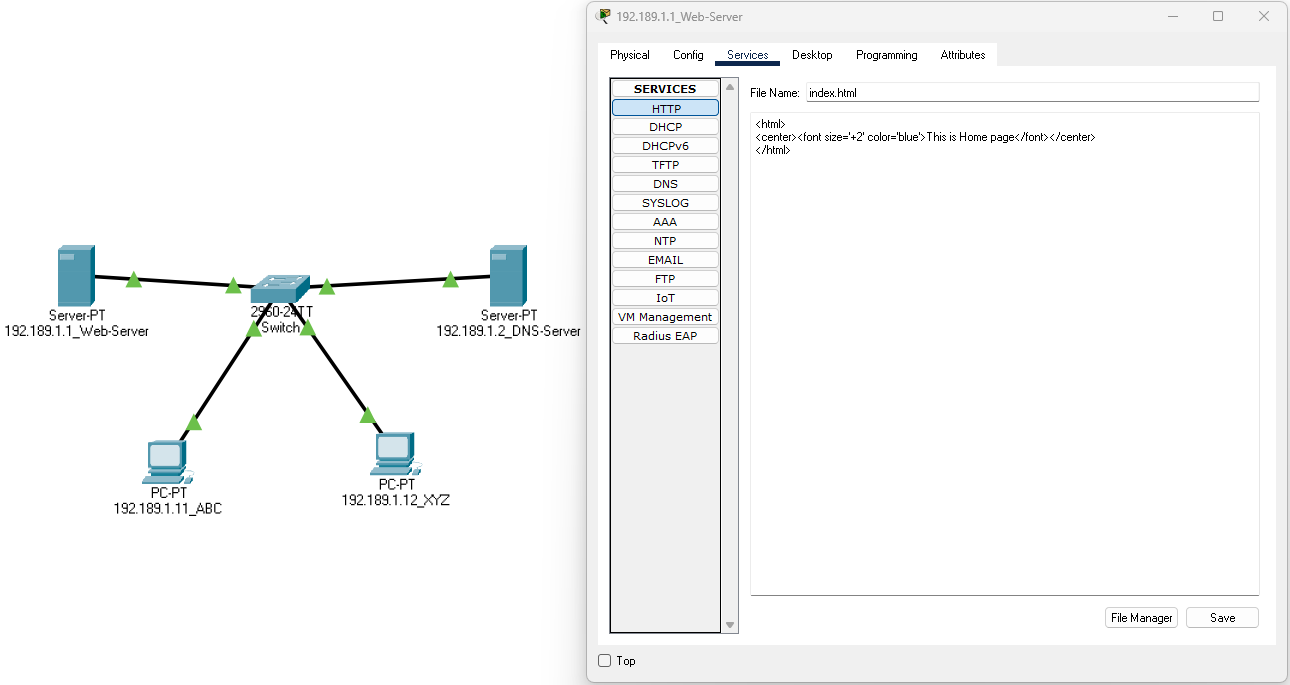 Server-PT
192.189.1.1_Web-Server
2960-24TT
Switch
Server-PT
192.189.1.2_DNS-Server
PC-PT
192.189.1.11_ABC
PC-PT
192.189.1.12_XYZ
192.189.1.1_Web-Server
Physical Config Services Desktop Programming Attributes
SERVICES
HTTP
DHCP
DHCPv6
TFTP
DNS
SYSLOG
AAA
NTP
EMAIL
FTP
IoT
VM Management
Radius EAP
File Name: index.html
<html>
<center><font size='+2' color='blue'>This is Home page</font></center>
</html>
File Manager Save
Top